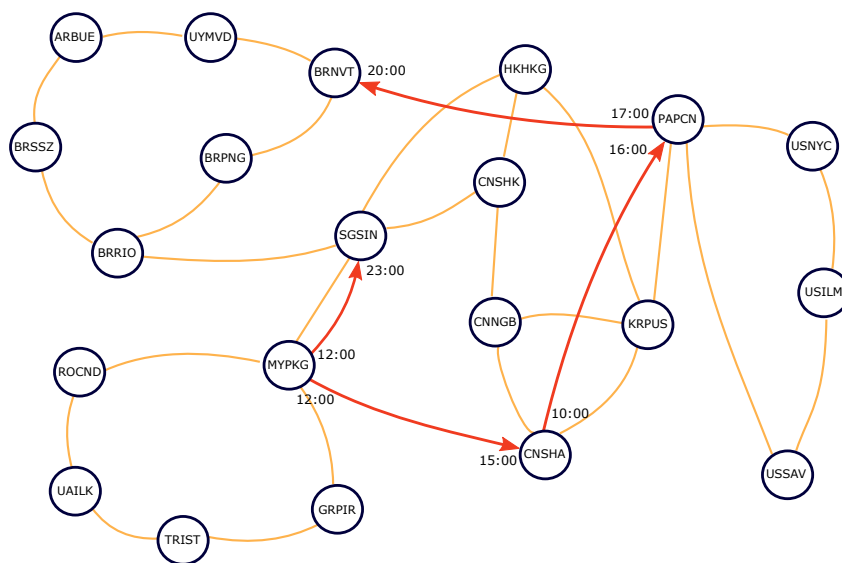 ARBUE
UYMVD
BRNVT
20:00
HKHKG
17:00
PAPCN
16:00
USNYC
BRSSZ
BRPNG
CNSHK
SGSIN
23:00
BRRIO
USILM
CNNGB
KRPUS
12:00
MYPKG
12:00
ROCND
10:00
15:00
CNSHA
USSAV
UAILK
GRPIR
TRIST